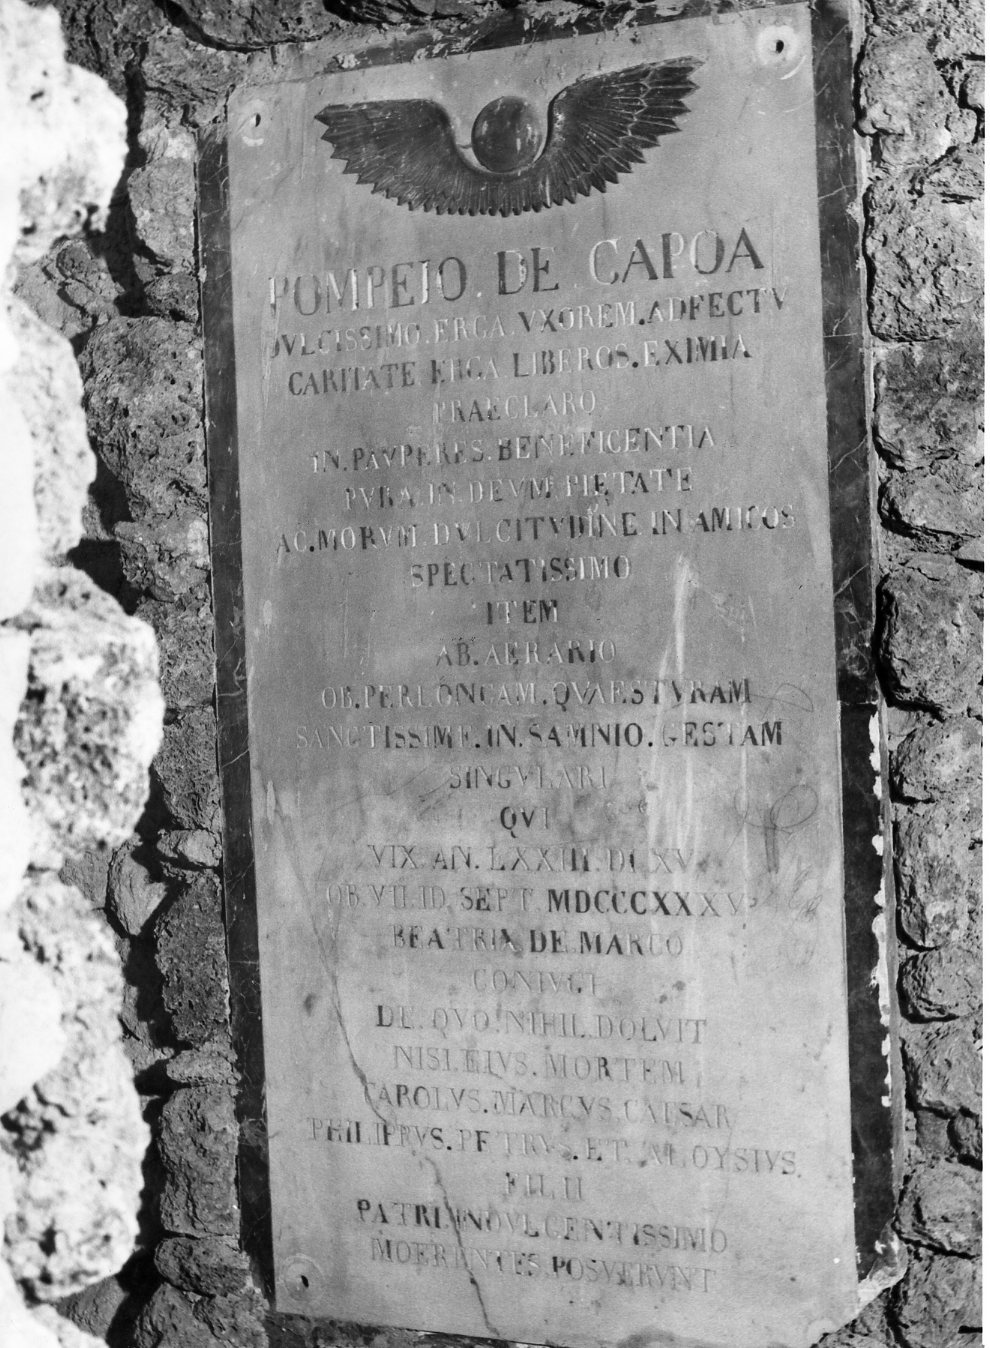 POMPEJO . DE . CAPOA
DVLCISSIMO . ERGA . VXOREM . ADFECTV
CARITATE . ERGA . LIBEROS . EXIMIA
PRAECLARO
IN . PAVPERES . BENEFICENTIA
PVRA . IN . DEVM . PIETATE
AC . MORVM . DVLCITVDINE . IN . AMICOS
SPECTATISSIMO
ITEM
AB . AERARIO
OB . PERLONGAM . QVAESTVRAM
SANCTISSIME . IN . SAMNIO . GESTAM
SINGVLARI
QVI
VIX . AN . LXXIII . DI . XV
OB . VII . ID . SEPT . MDCCCXXXV
BEATRIX . DE . MARCO
CONIVGI
DE . QVO . NIHIL . DOLVIT
NISI . EIVS . MORTEM
CAROLVS . MARCVS . CAESAR
PHILIPPVS . PETRVS . ET . ALOYSIVS
FILII
PATRI . INDVLGENTISSIMO
MOERENTES . POSVERVNT